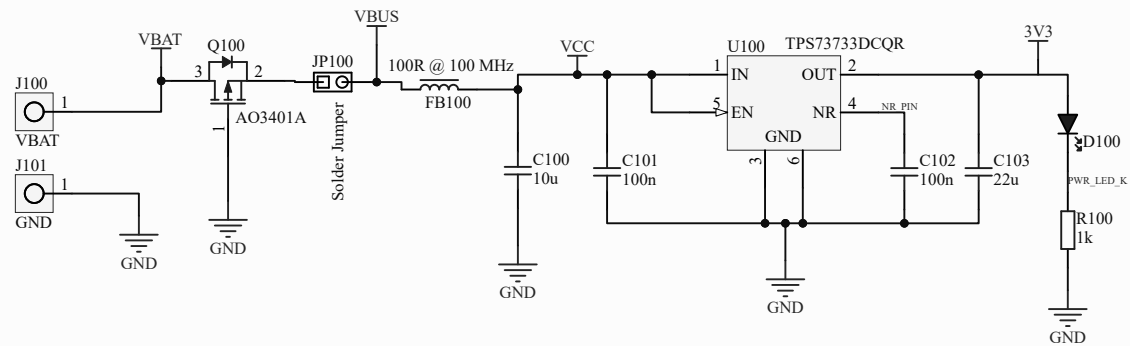 VBAT
Q100
3
2
1
AO3401A
J100
1
VBAT
J101
1
GND
GND
GND
JP100
Solder Jumper
VBUS
100R @ 100 MHz
FB100
VCC
C100
10u
GND
C101
100n
U100
TPS73733DCQR
1
IN
OUT
2
5
EN
NR
4
NR_PIN
GND
3
6
GND
C102
100n
C103
22u
3V3
D100
PWR_LED_K
R100
1k
GND